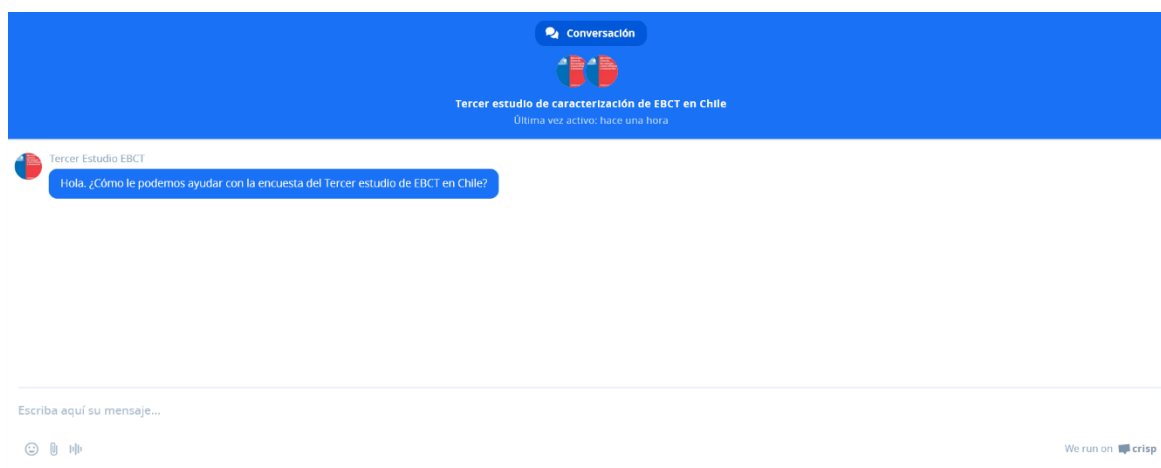 Conversación
Tercer estudio de caracterización de EBCT en Chile
Última vez activo: hace una hora
Tercer Estudio EBCT
Hola. ¿Cómo le podemos ayudar con la encuesta del Tercer estudio de EBCT en Chile?
Escriba aquí su mensaje...
We run on crisp